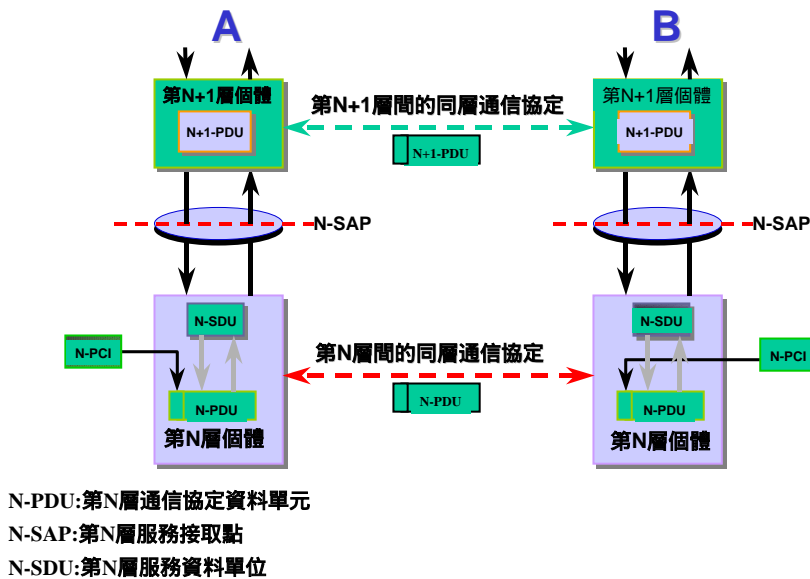 A
B
第N+1層個體
N+1-PDU
第N+1層間的同層通信協定
N+1-PDU
第N+1層個體
N+1-PDU
N-SAP
N-SAP
N-SDU
N-PCI
N-PDU
第N層個體
第N層間的同層通信協定
N-PDU
N-SDU
N-PCI
N-PDU
第N層個體
N-PDU:第N層通信協定資料單元
N-SAP:第N層服務接取點
N-SDU:第N層服務資料單位